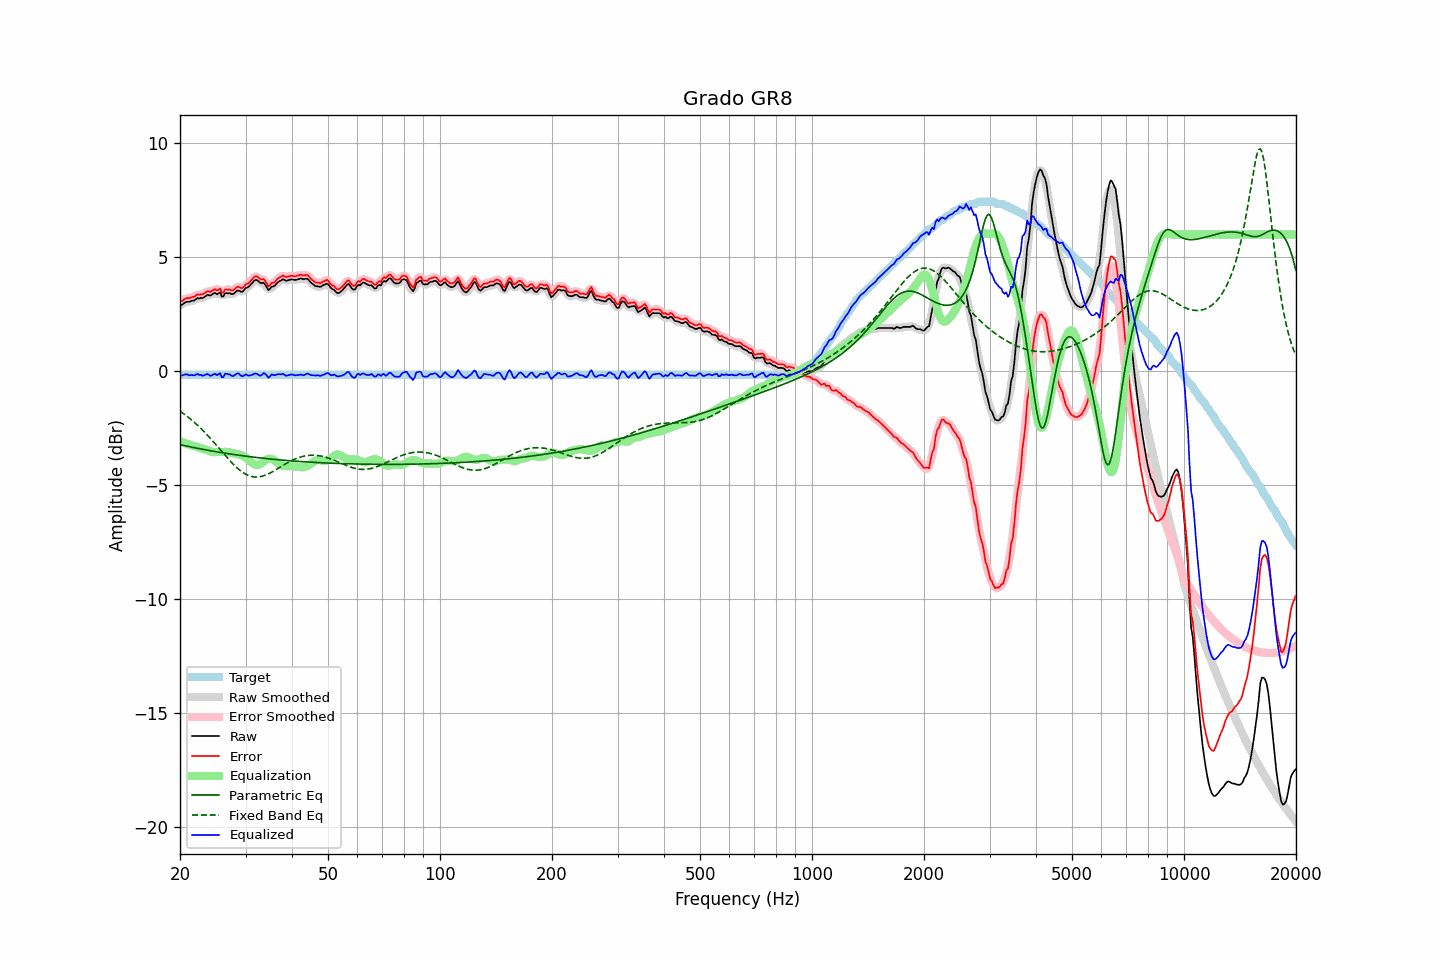 Grado GR8
Amplitude (dBr)
10
5
0
−5
−10
−15
−20
Target
Raw Smoothed
Error Smoothed
Raw
Error
Equalization
Parametric Eq
Fixed Band Eq
Equalized
20 50 100 200 500 1000 2000 5000 10000 20000
Frequency (Hz)